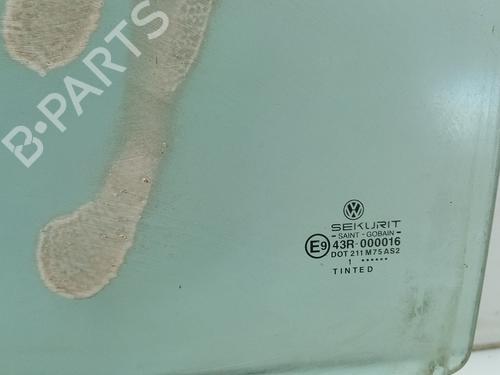 B-PARTS
SEKURIT
SAINT - GOBAIN
E9 43R-000016
DOT 211 M75 AS2
1 ······
TINTED